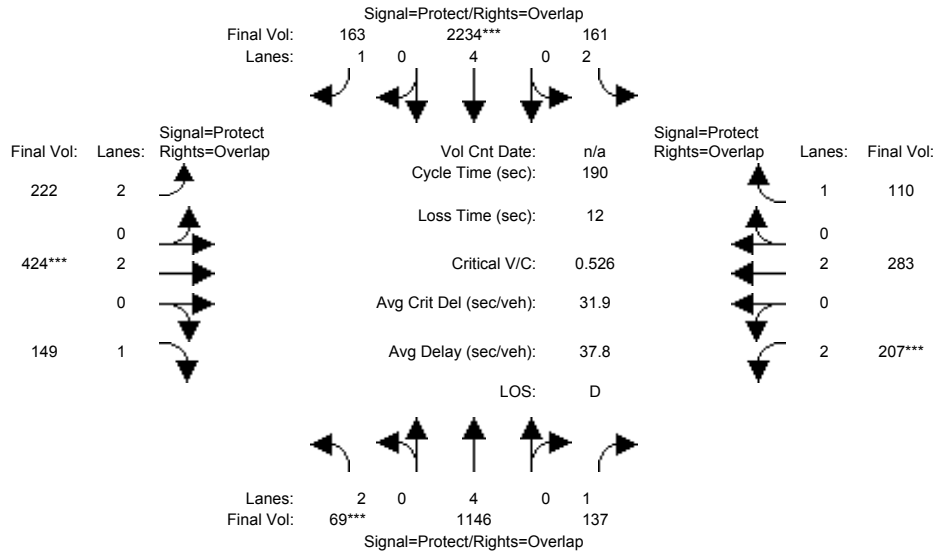 Signal=Protect/Rights=Overlap
Final Vol: 163 2234*** 161
Lanes: 1 0 4 0 2
Signal=Protect
Final Vol: Lanes: Rights=Overlap
Vol Cnt Date: n/a
Signal=Protect
Rights=Overlap Lanes: Final Vol:
Cycle Time (sec): 190
222 2
1 110
Loss Time (sec): 12
0
0
424*** 2
Critical V/C: 0.526
2 283
0
Avg Crit Del (sec/veh): 31.9
0
149 1
Avg Delay (sec/veh): 37.8
2 207***
LOS: D
Lanes: 2 0 4 0 1
Final Vol: 69*** 1146 137
Signal=Protect/Rights=Overlap